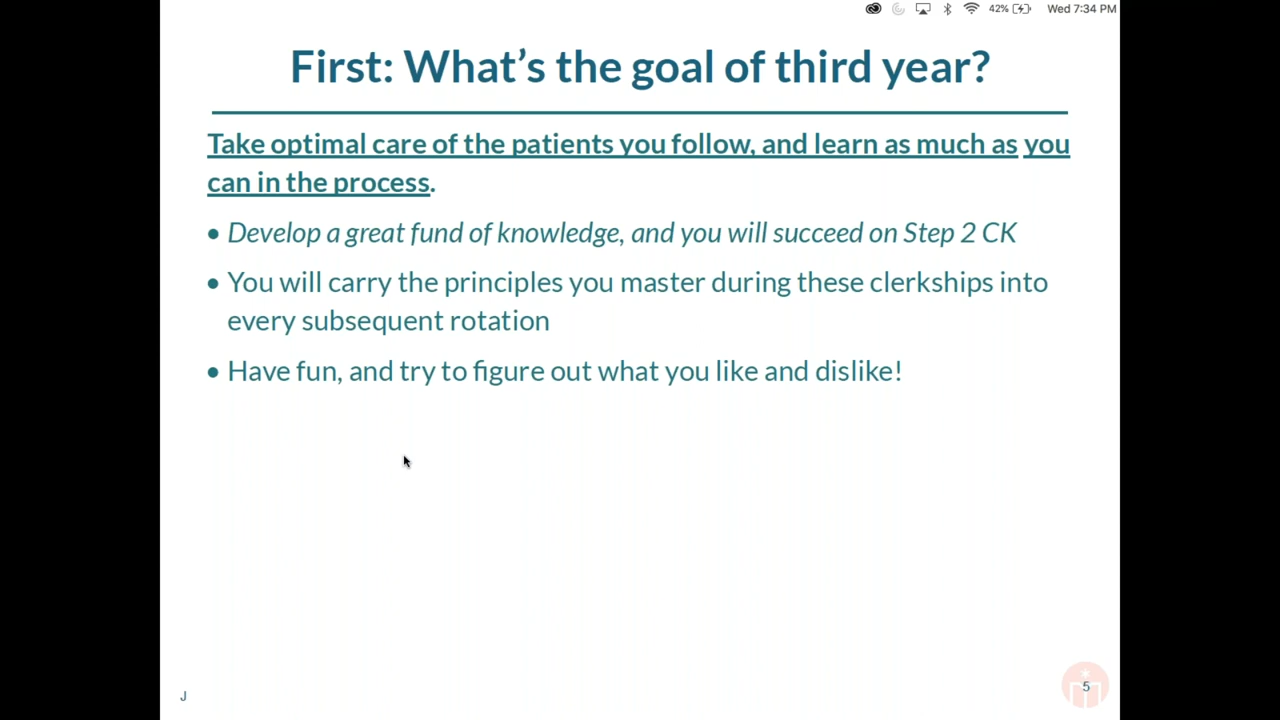 42% Wed 7:34 PM
First: What’s the goal of third year?
Take optimal care of the patients you follow, and learn as much as you
can in the process.
• Develop a great fund of knowledge, and you will succeed on Step 2 CK
• You will carry the principles you master during these clerkships into
every subsequent rotation
• Have fun, and try to figure out what you like and dislike!
J
5